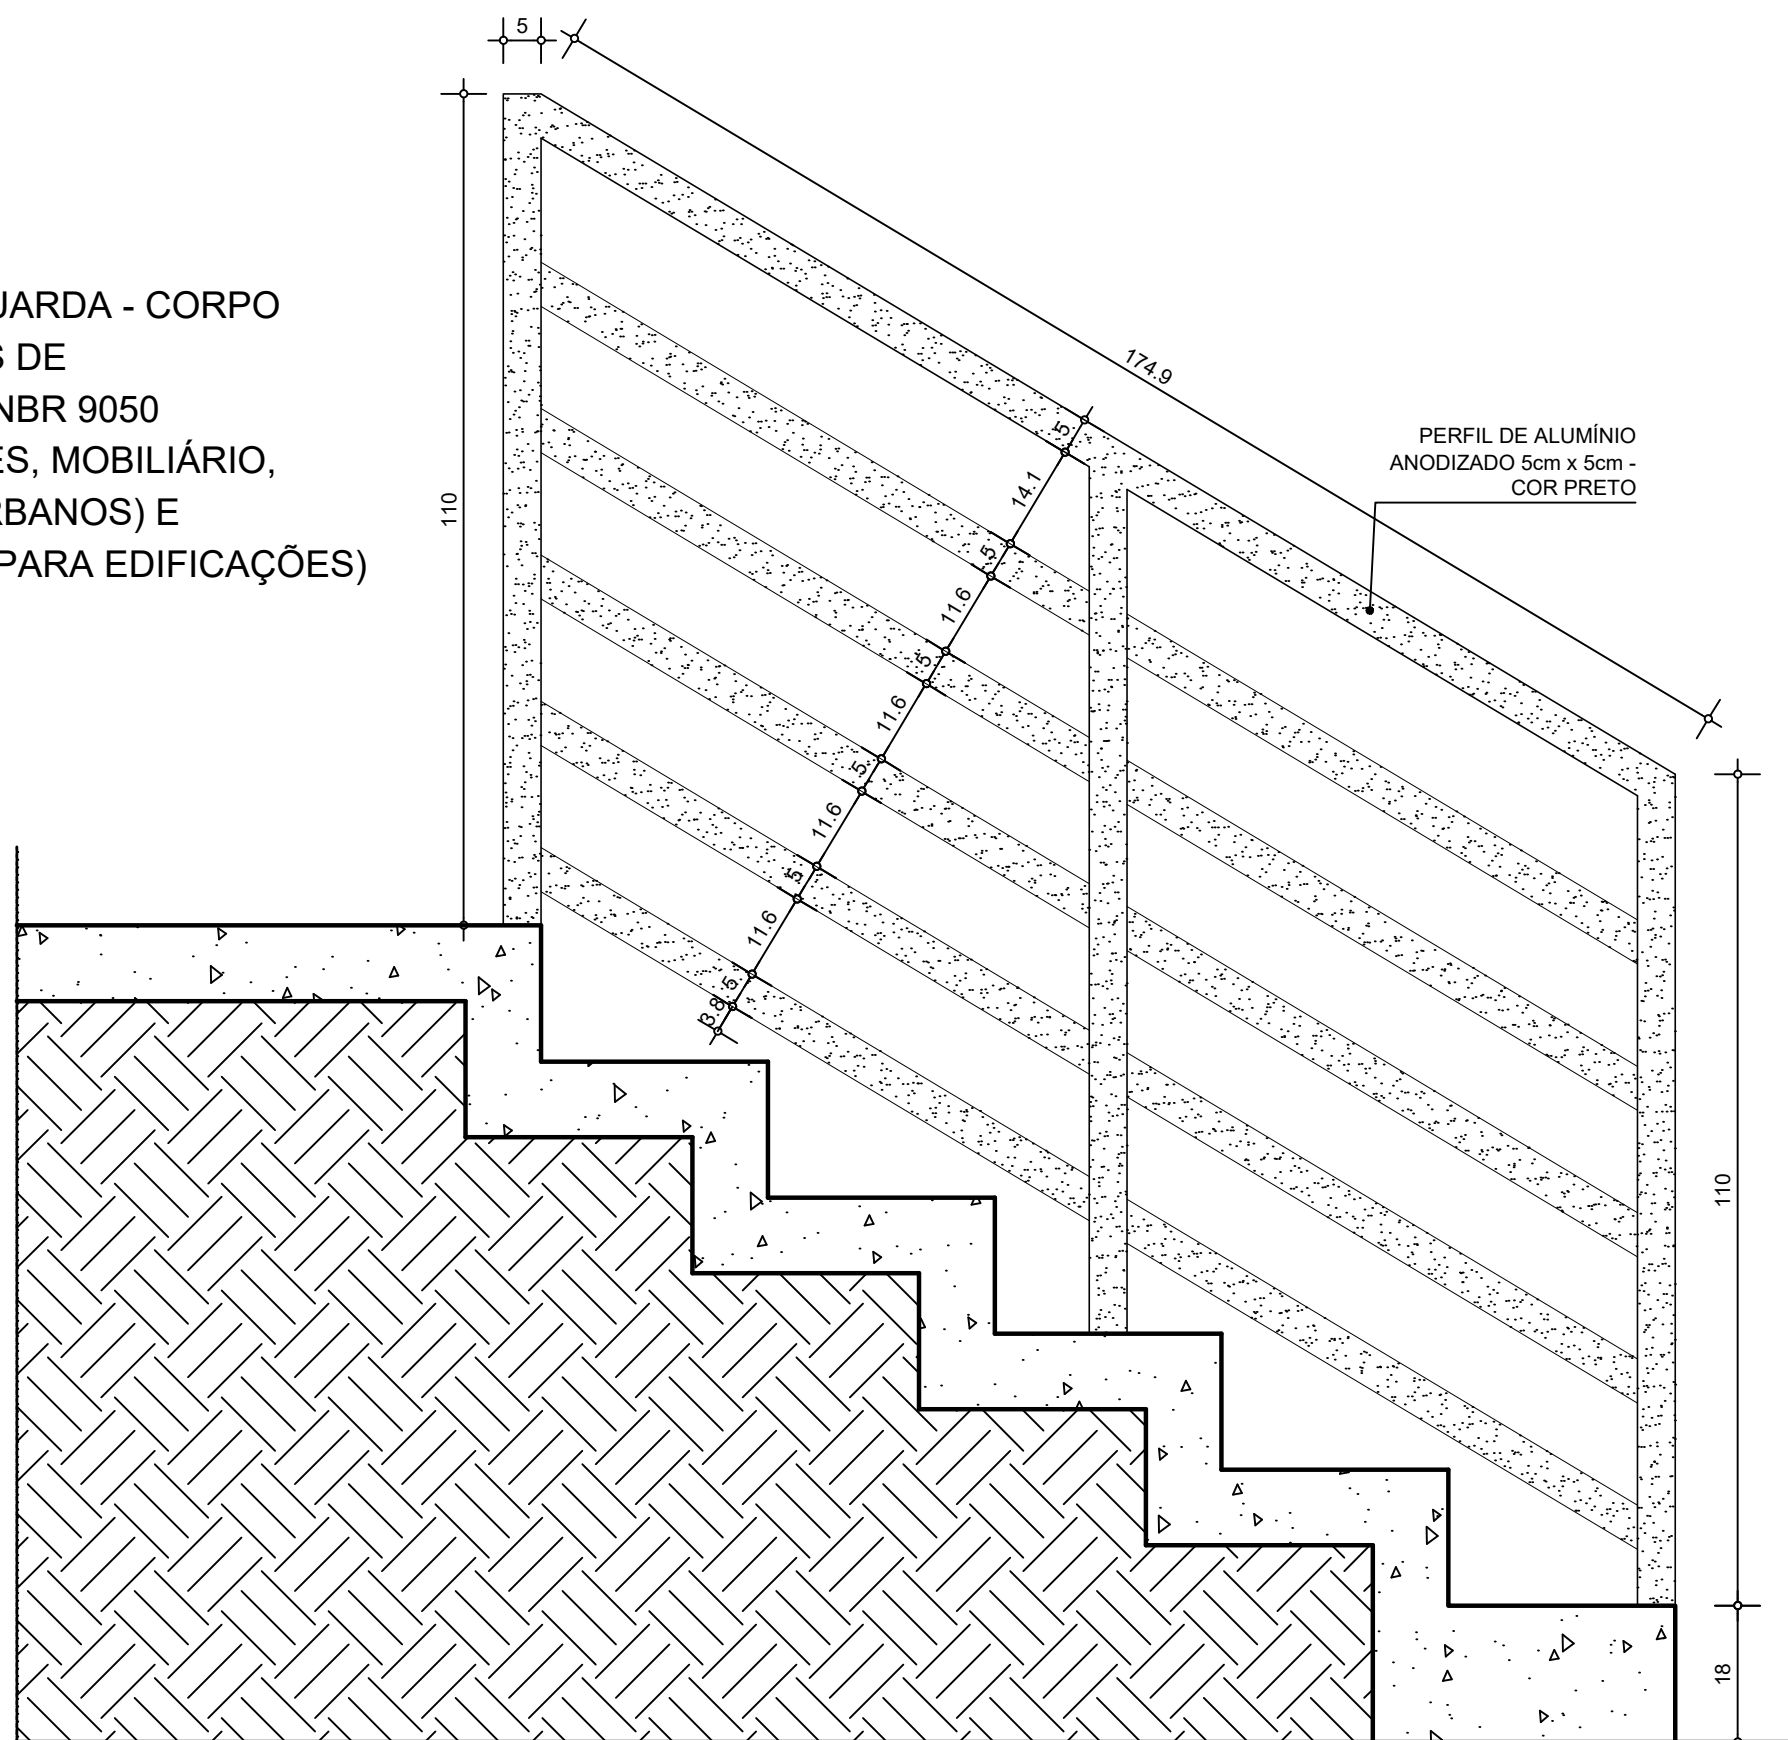 5
174.9
UARDA - CORPO
S DE
NBR 9050
ES, MOBILIÁRIO,
RBANOS) E
PARA EDIFICAÇÕES)
110
PERFIL DE ALUMÍNIO
ANODIZADO 5cm x 5cm -
COR PRETO
5
14.1
5
11.6
5
11.6
5
11.6
5
11.6
5
3.8
110
18